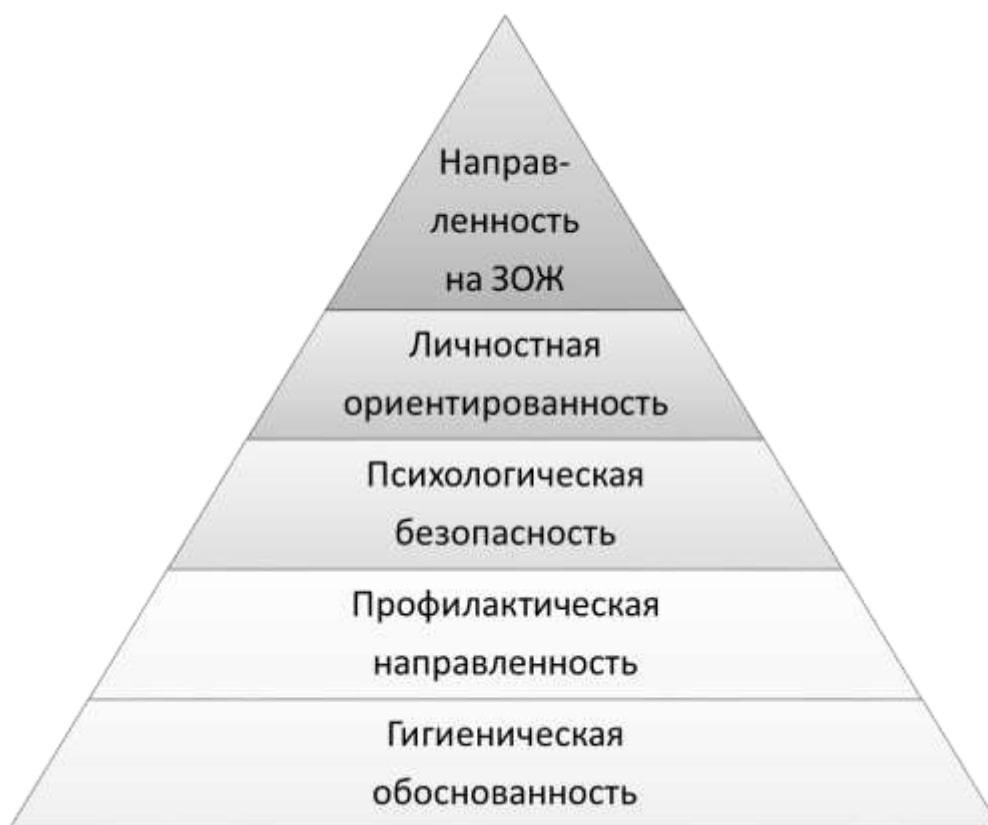 Направ-
ленность
на ЗОЖ
Личностная
ориентированность
Психологическая
безопасность
Профилактическая
направленность
Гигиеническая
обоснованность